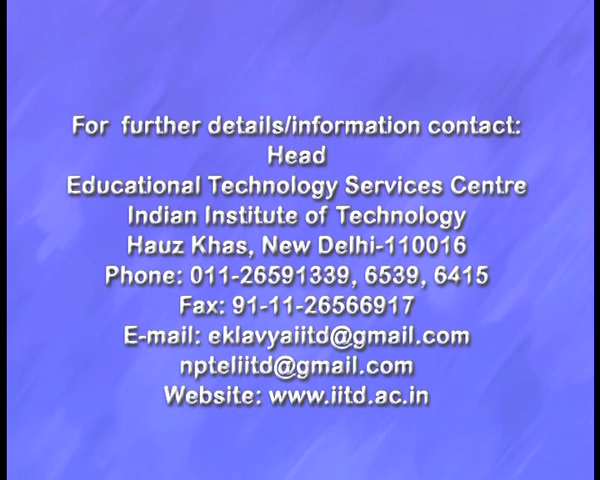 For further details/information contact:
Head
Educational Technology Services Centre
Indian Institute of Technology
Hauz Khas, New Delhi-110016
Phone: 011-26591339, 6539, 6415
Fax: 91-11-26566917
E-mail: eklavyaiitd@gmail.com
npteliitd@gmail.com
Website: www.iitd.ac.in